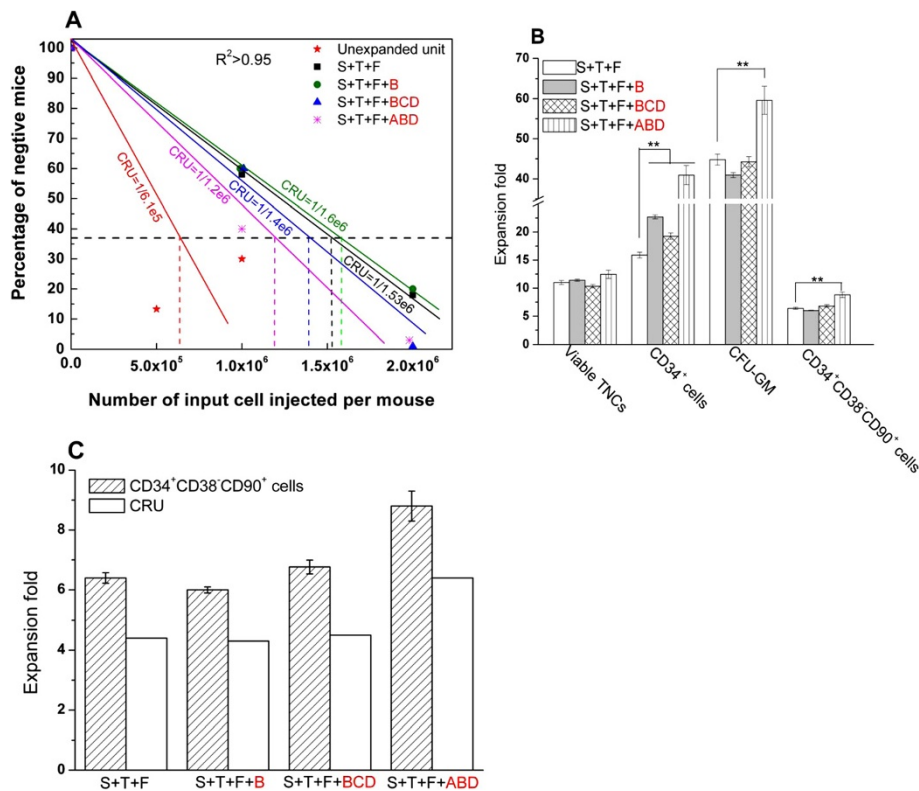 A
R²>0.95
Unexpanded unit
S+T+F
S+T+F+B
S+T+F+BCD
S+T+F+ABD
CRU=1/6.1e5
CRU=1/1.2e6
CRU=1/1.4e6
CRU=1/1.6e6
CRU=1/1.53e6
Percentage of negtive mice
100
90
80
70
60
50
40
30
20
10
0
0 5.0x10⁵ 1.0x10⁶ 1.5x10⁶ 2.0x10⁶
Number of input cell injected per mouse
B
S+T+F
S+T+F+B
S+T+F+BCD
S+T+F+ABD
**
**
**
Expansion fold
70
60
50
40
20
15
10
5
0
Viable TNCs
CD34⁺ cells
CFU-GM
CD34⁺CD38⁻CD90⁺ cells
C
CD34⁺CD38⁻CD90⁺ cells
CRU
Expansion fold
10
8
6
4
2
0
S+T+F S+T+F+B S+T+F+BCD S+T+F+ABD